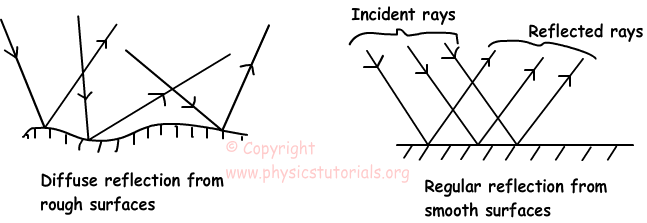 Incident rays
Reflected rays
© Copyright
www.physicstutorials.org
Diffuse reflection from
rough surfaces
Regular reflection from
smooth surfaces